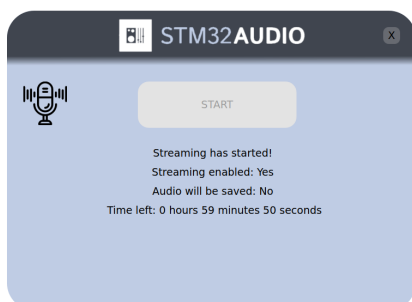 STM32AUDIO
X
START
Streaming has started!
Streaming enabled: Yes
Audio will be saved: No
Time left: 0 hours 59 minutes 50 seconds